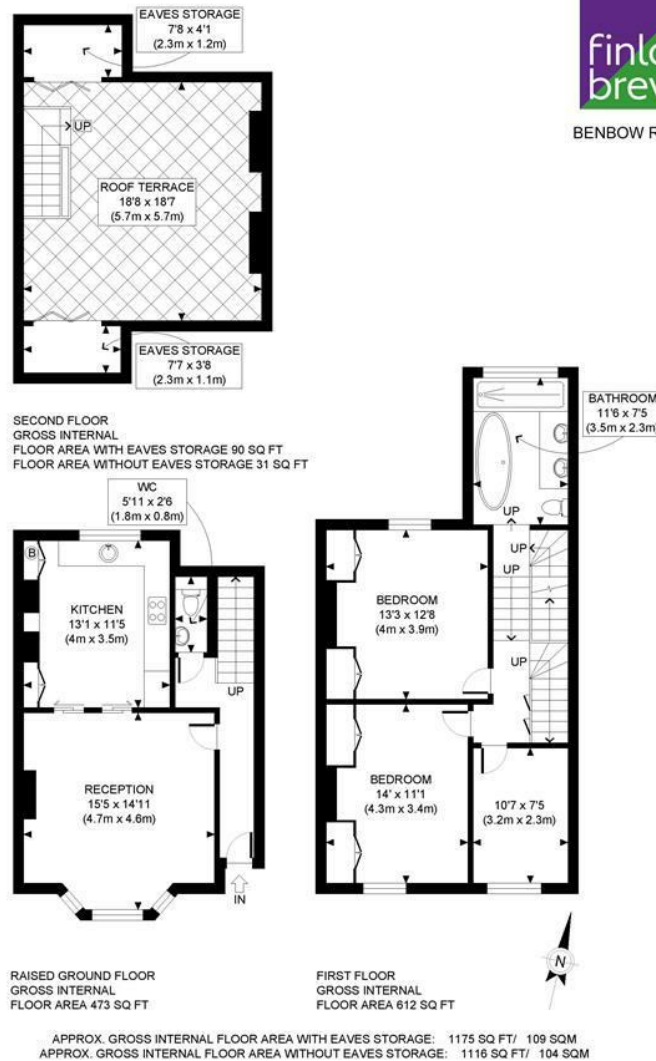 EAVES STORAGE
7'8 x 4'1
(2.3m x 1.2m)
UP
ROOF TERRACE
18'8 x 18'7
(5.7m x 5.7m)
EAVES STORAGE
7'7 x 3'8
(2.3m x 1.1m)
SECOND FLOOR
GROSS INTERNAL
FLOOR AREA WITH EAVES STORAGE 90 SQ FT
FLOOR AREA WITHOUT EAVES STORAGE 31 SQ FT
BENBOW R
WC
5'11 x 2'6
(1.8m x 0.8m)
B
KITCHEN
13'1 x 11'5
(4m x 3.5m)
UP
RECEPTION
15'5 x 14'11
(4.7m x 4.6m)
IN
RAISED GROUND FLOOR
GROSS INTERNAL
FLOOR AREA 473 SQ FT
BATHROOM
11'6 x 7'5
(3.5m x 2.3m)
UP
UP
UP
BEDROOM
13'3 x 12'8
(4m x 3.9m)
UP
BEDROOM
14' x 11'1
(4.3m x 3.4m)
10'7 x 7'5
(3.2m x 2.3m)
N
FIRST FLOOR
GROSS INTERNAL
FLOOR AREA 612 SQ FT
APPROX. GROSS INTERNAL FLOOR AREA WITH EAVES STORAGE: 1175 SQ FT/ 109 SQM
APPROX. GROSS INTERNAL FLOOR AREA WITHOUT EAVES STORAGE: 1116 SQ FT/ 104 SQM